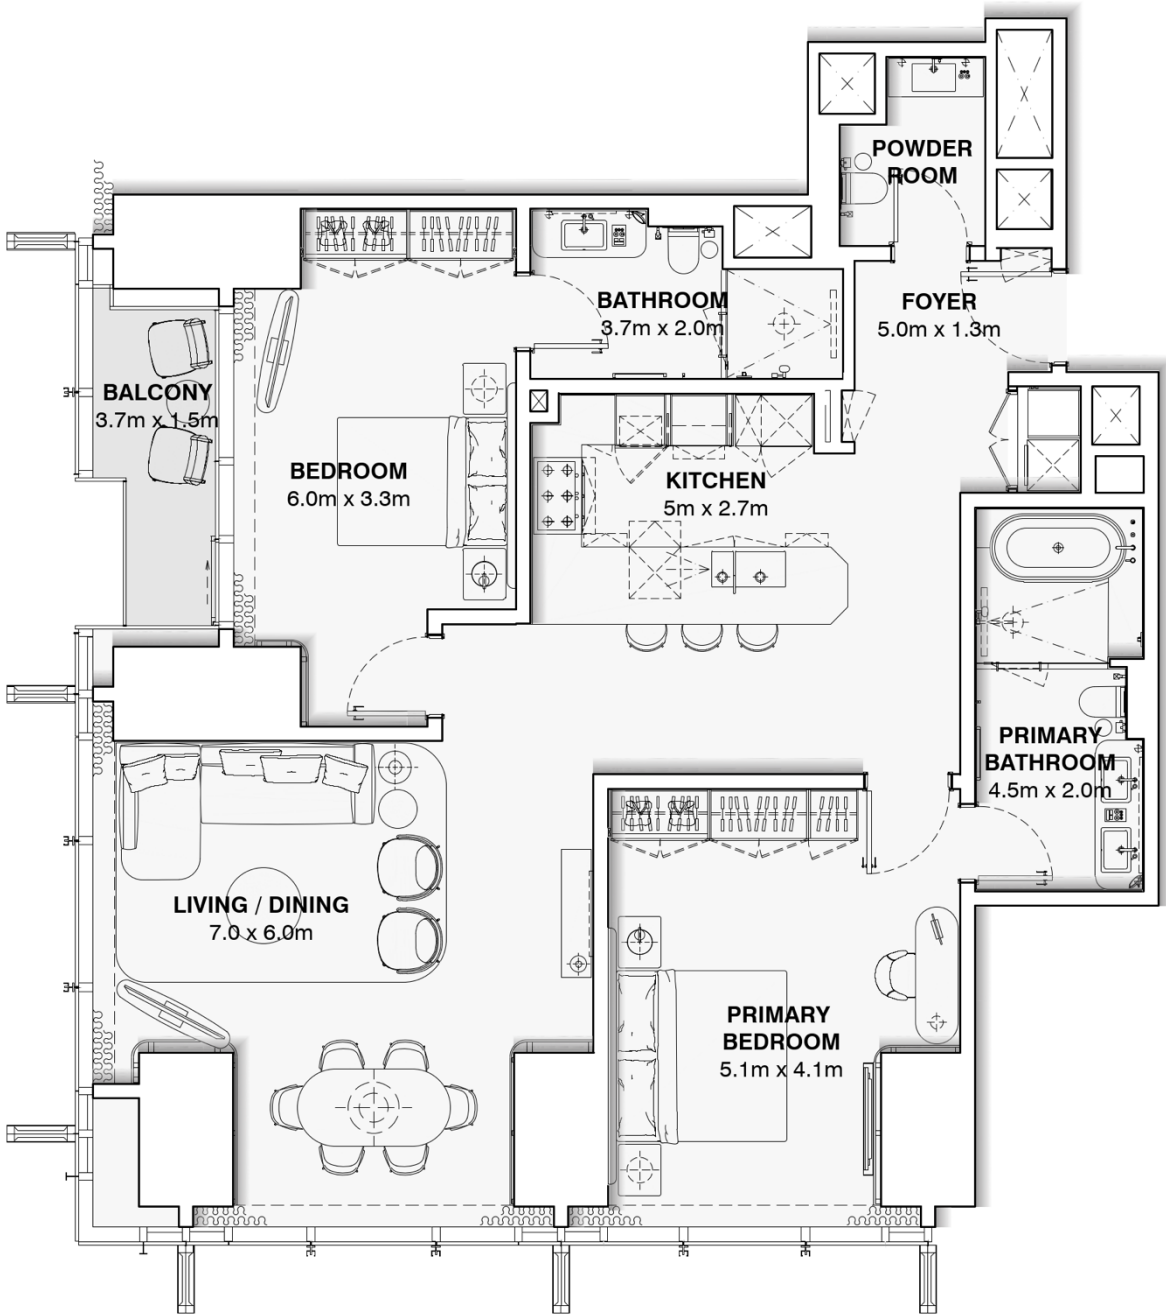 POWDER
ROOM
BATHROOM
3.7m x 2.0m
FOYER
5.0m x 1.3m
BALCONY
3.7m x 1.5m
BEDROOM
6.0m x 3.3m
KITCHEN
5m x 2.7m
PRIMARY
BATHROOM
4.5m x 2.0m
LIVING / DINING
7.0 x 6.0m
PRIMARY
BEDROOM
5.1m x 4.1m